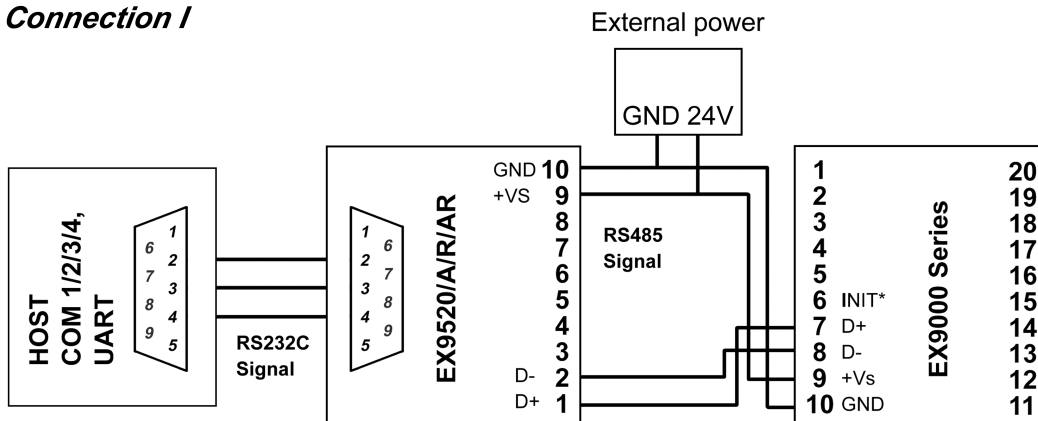 Connection I
External power
GND 24V
HOST
COM 1/2/3/4,
UART
1
2
3
4
5
6
7
8
9
RS232C
Signal
1
2
3
4
5
6
7
8
9
EX9520/A/R/AR
GND 10
+VS 9
8
7
6
5
4
3
D- 2
D+ 1
RS485
Signal
1
2
3
4
5
6 INIT*
7 D+
8 D-
9 +Vs
10 GND
EX9000 Series
20
19
18
17
16
15
14
13
12
11